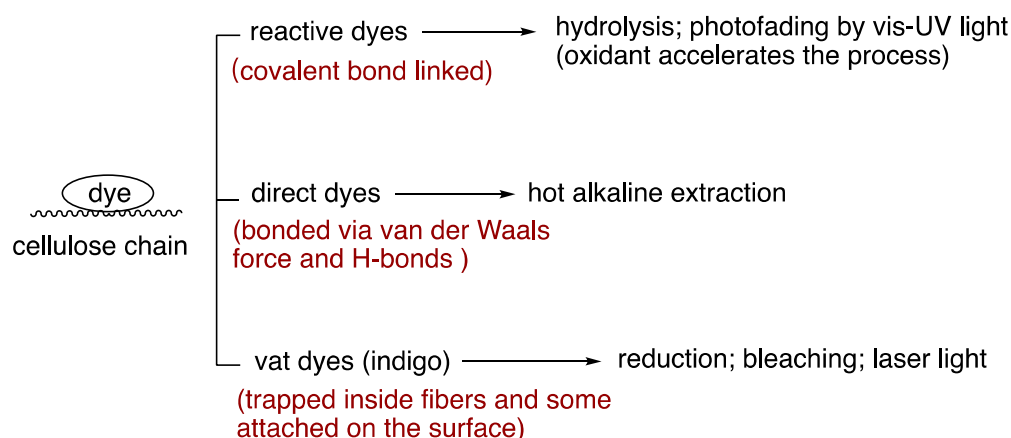 reactive dyes
(covalent bond linked)
hydrolysis; photofading by vis-UV light
(oxidant accelerates the process)
dye
cellulose chain
direct dyes
(bonded via van der Waals
force and H-bonds )
hot alkaline extraction
vat dyes (indigo)
(trapped inside fibers and some
attached on the surface)
reduction; bleaching; laser light